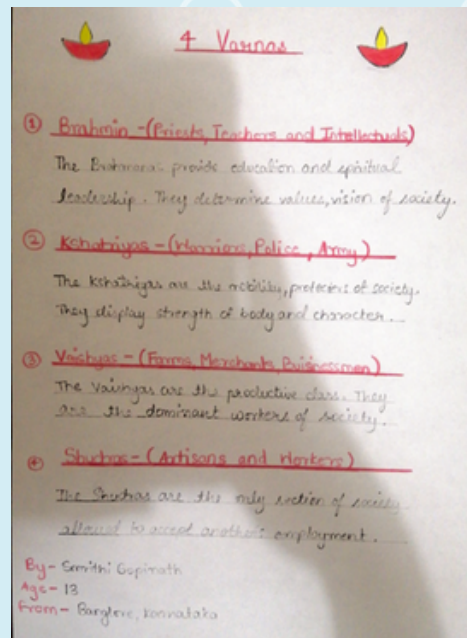 4 Varnas
① Brahmin - (Priests, Teachers and Intellectuals)
The provide education and spiritual
leadership. They determine values, vision of society.
② Kshatriyas - (Warriors, Police, Army)
The Kshatriyas are the nobility, protectors of society.
They display strength of body and character.
③ Vaishyas - (Farms, Merchants, Buisnessmen)
The Vaishyas are the productive class. They
are the dominant workers of society.
④ Shudras - (Artisans and Workers)
The Shudras are the only section of society
allowed to accept another's employment.
By - Smrithi Gopinath
Age - 13
From - Banglore, Karnataka